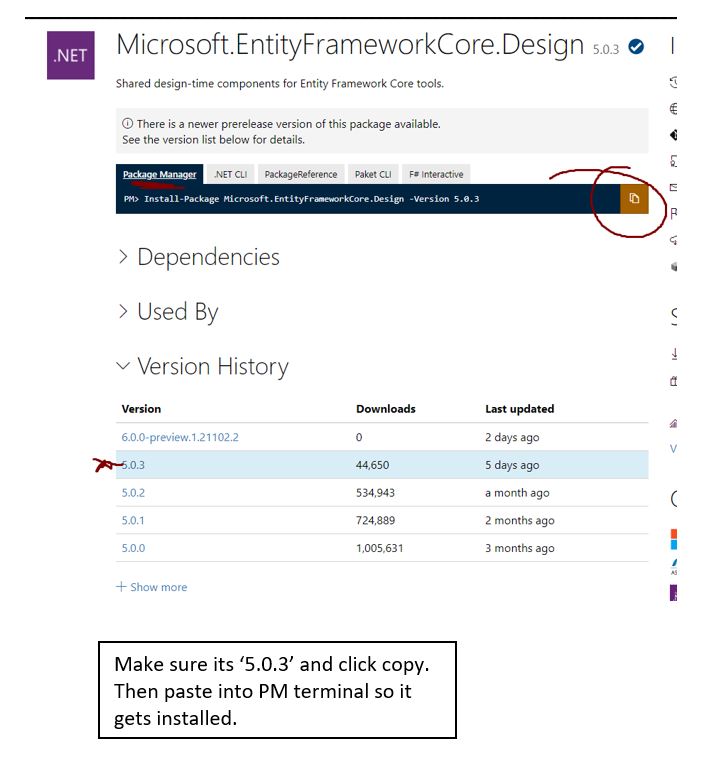 .NET
Microsoft.EntityFrameworkCore.Design 5.0.3
Shared design-time components for Entity Framework Core tools.
There is a newer prerelease version of this package available.
See the version list below for details.
Package Manager .NET CLI PackageReference Paket CLI F# Interactive
PM> Install-Package Microsoft.EntityFrameworkCore.Design -Version 5.0.3
Dependencies
Used By
Version History
Version Downloads Last updated
6.0.0-preview.1.21102.2 0 2 days ago
5.0.3 44,650 5 days ago
5.0.2 534,943 a month ago
5.0.1 724,889 2 months ago
5.0.0 1,005,631 3 months ago
+ Show more
Make sure its ‘5.0.3’ and click copy.
Then paste into PM terminal so it
gets installed.